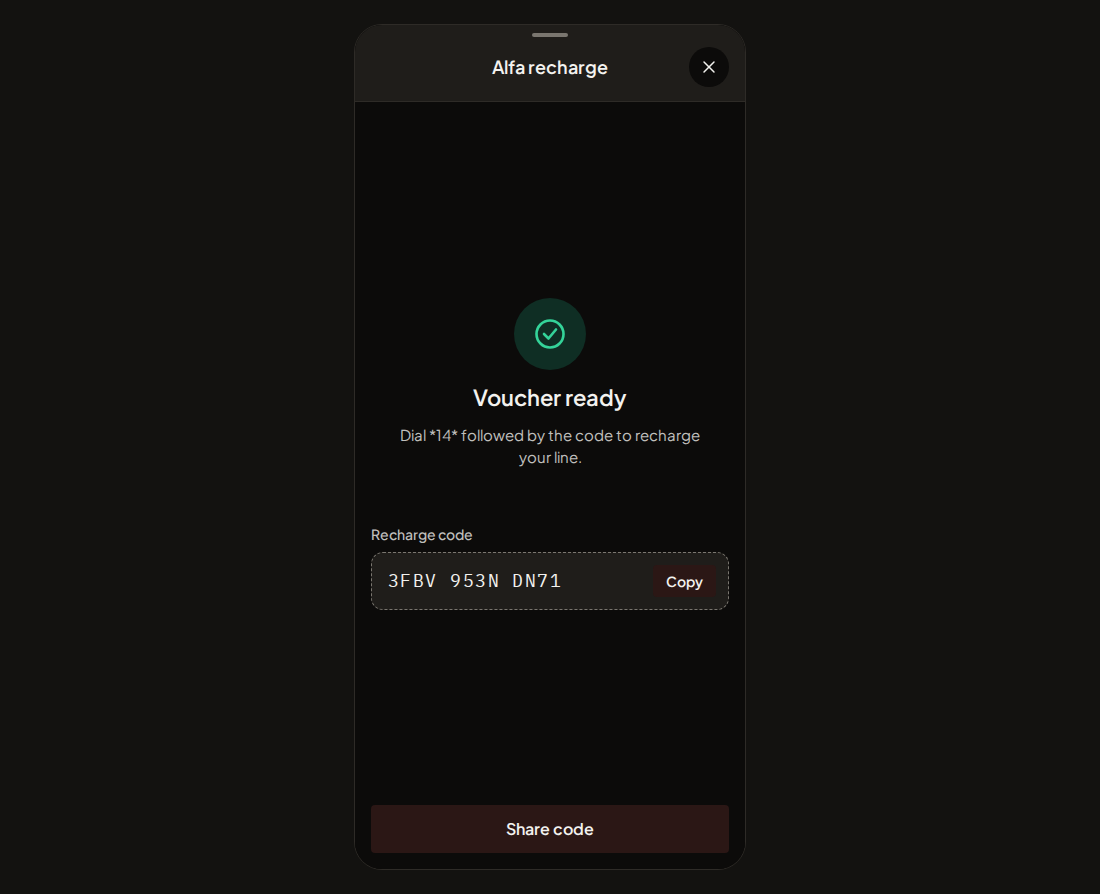 Alfa recharge
Voucher ready
Dial *14* followed by the code to recharge
your line.
Recharge code
3FBV 953N DN71
Copy
Share code